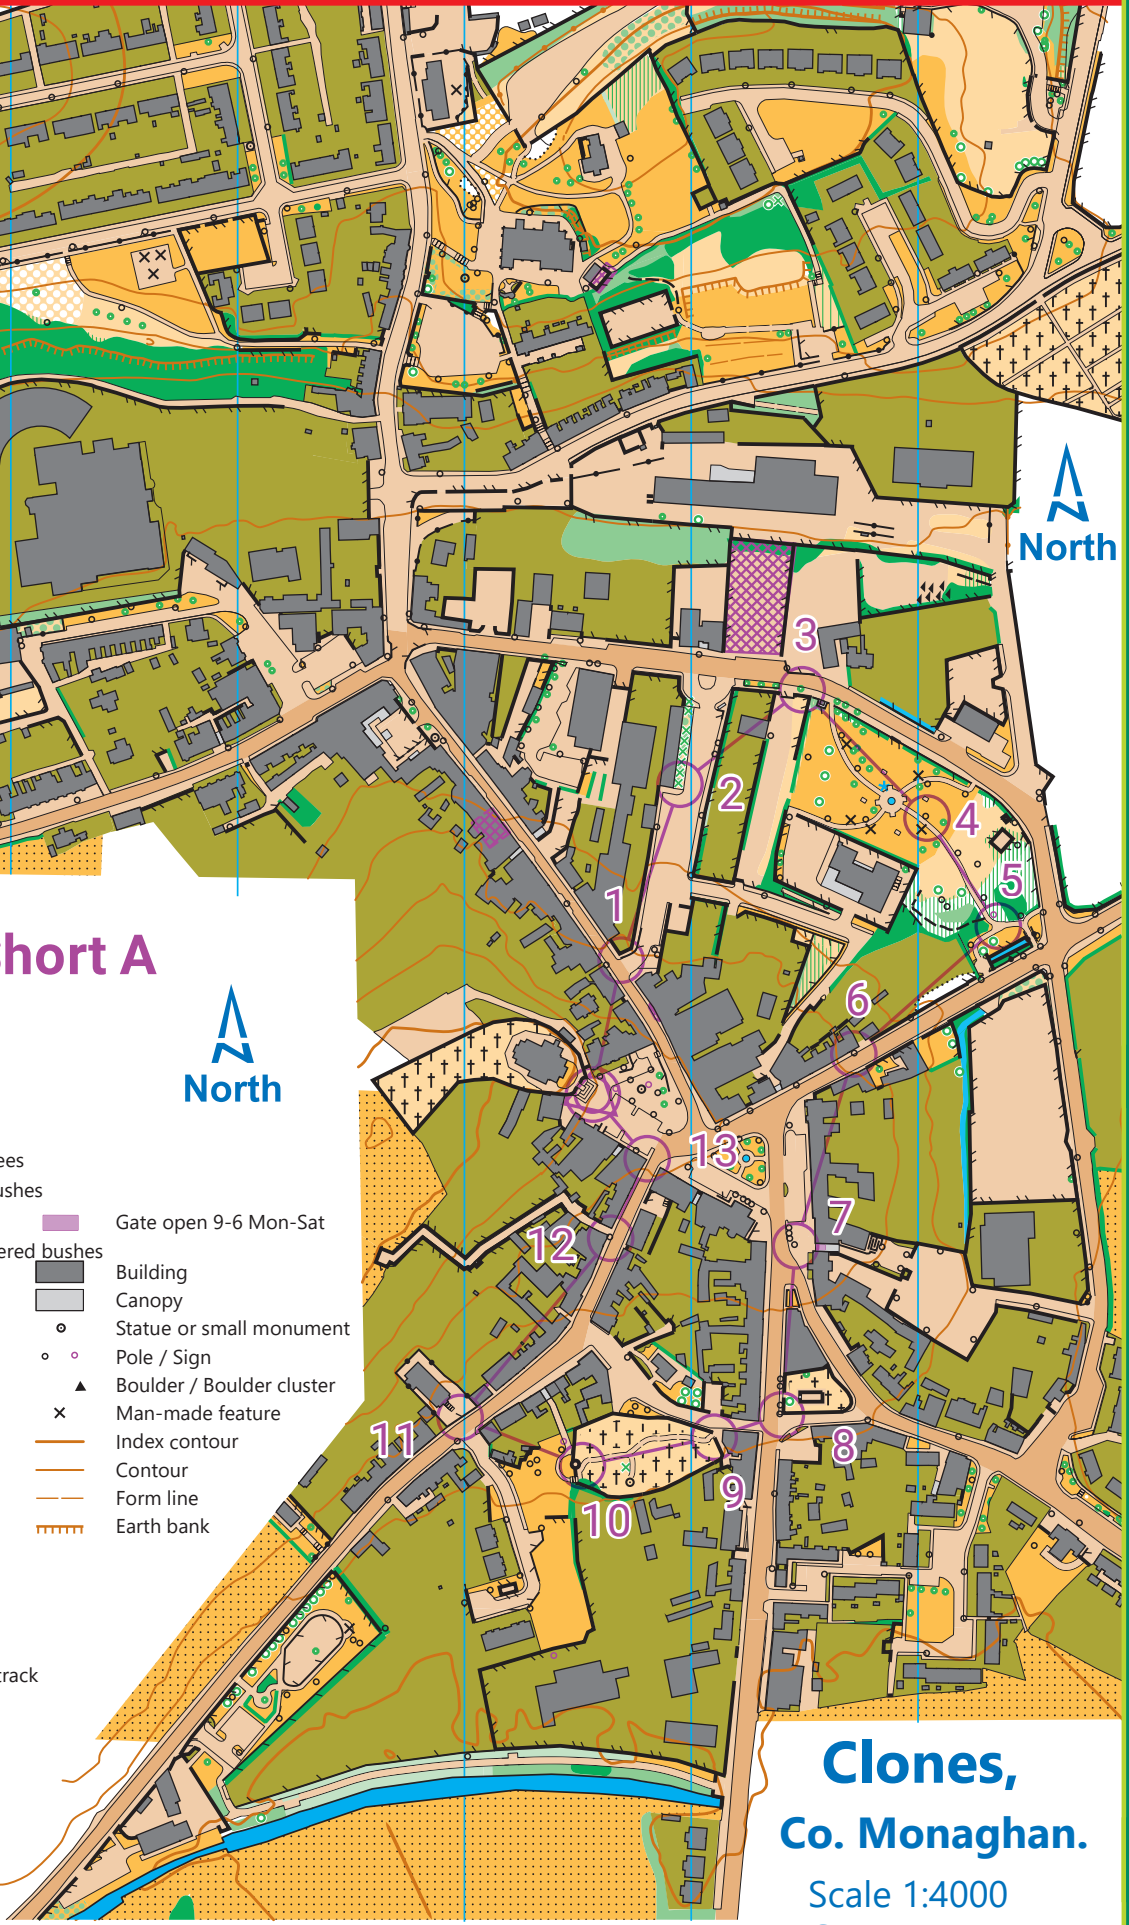 North
3
2
4
5
1
hort A
6
North
13
ees
ushes
Gate open 9-6 Mon-Sat
7
12
ered bushes
Building
Canopy
Statue or small monument
Pole / Sign
Boulder / Boulder cluster
Man-made feature
11
8
Index contour
Contour
9
Form line
10
Earth bank
track
Clones,
Co. Monaghan.
Scale 1:4000